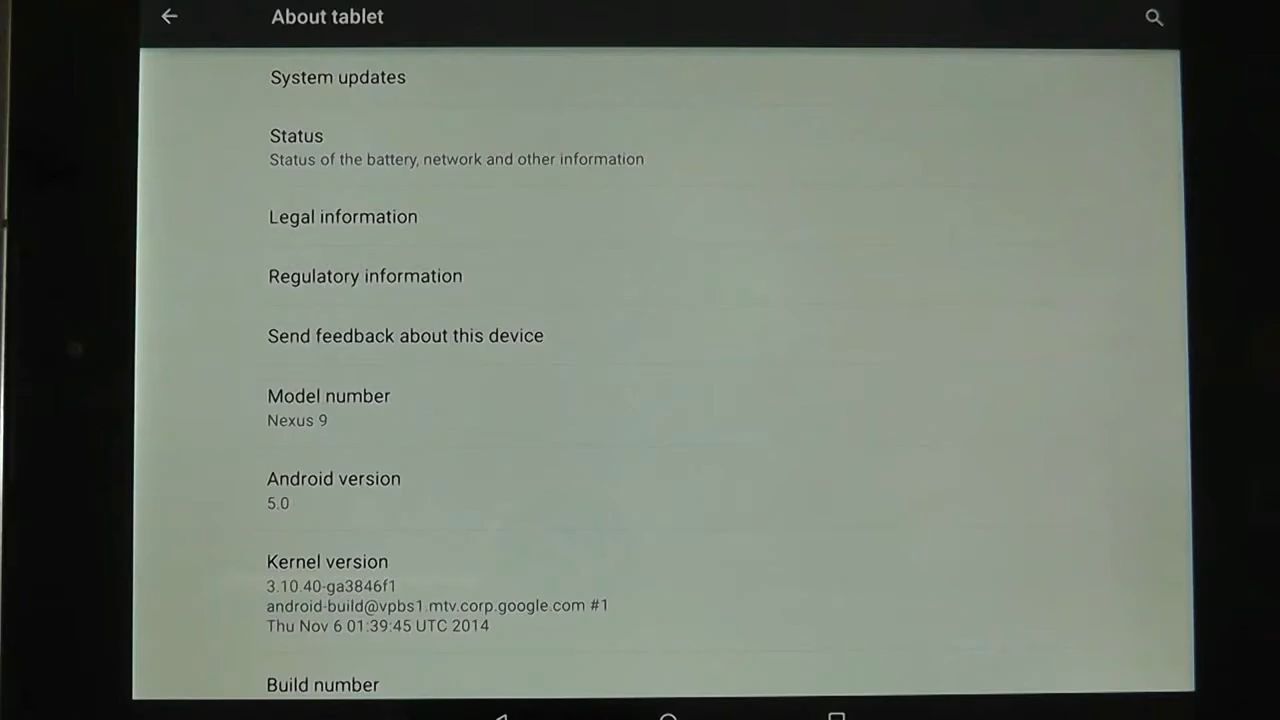 About tablet
System updates
Status
Status of the battery, network and other information
Legal information
Regulatory information
Send feedback about this device
Model number
Nexus 9
Android version
5.0
Kernel version
3.10.40-ga3846f1
android-build@vpbs1.mtv.corp.google.com #1
Thu Nov 6 01:39:45 UTC 2014
Build number